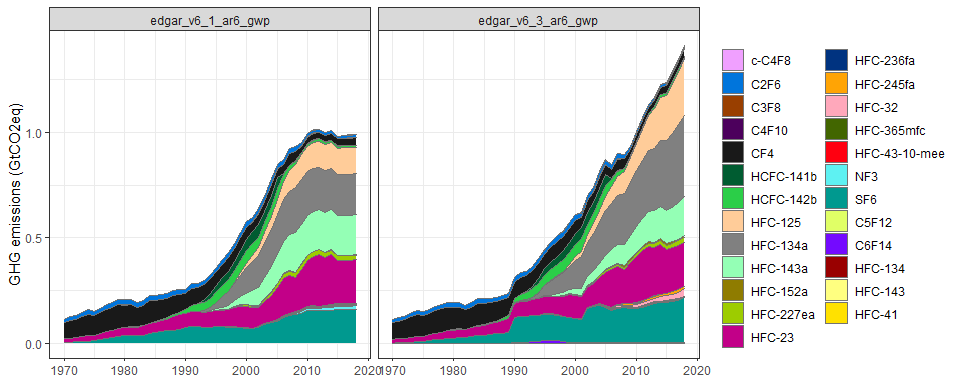 edgar_v6_1_ar6_gwp
edgar_v6_3_ar6_gwp
GHG emissions (GtCO2eq)
1.0
0.5
0.0
1970
1980
1990
2000
2010
2020
1970
1980
1990
2000
2010
2020
c-C4F8
C2F6
C3F8
C4F10
CF4
HCFC-141b
HCFC-142b
HFC-125
HFC-134a
HFC-143a
HFC-152a
HFC-227ea
HFC-23
HFC-236fa
HFC-245fa
HFC-32
HFC-365mfc
HFC-43-10-mee
NF3
SF6
C5F12
C6F14
HFC-134
HFC-143
HFC-41